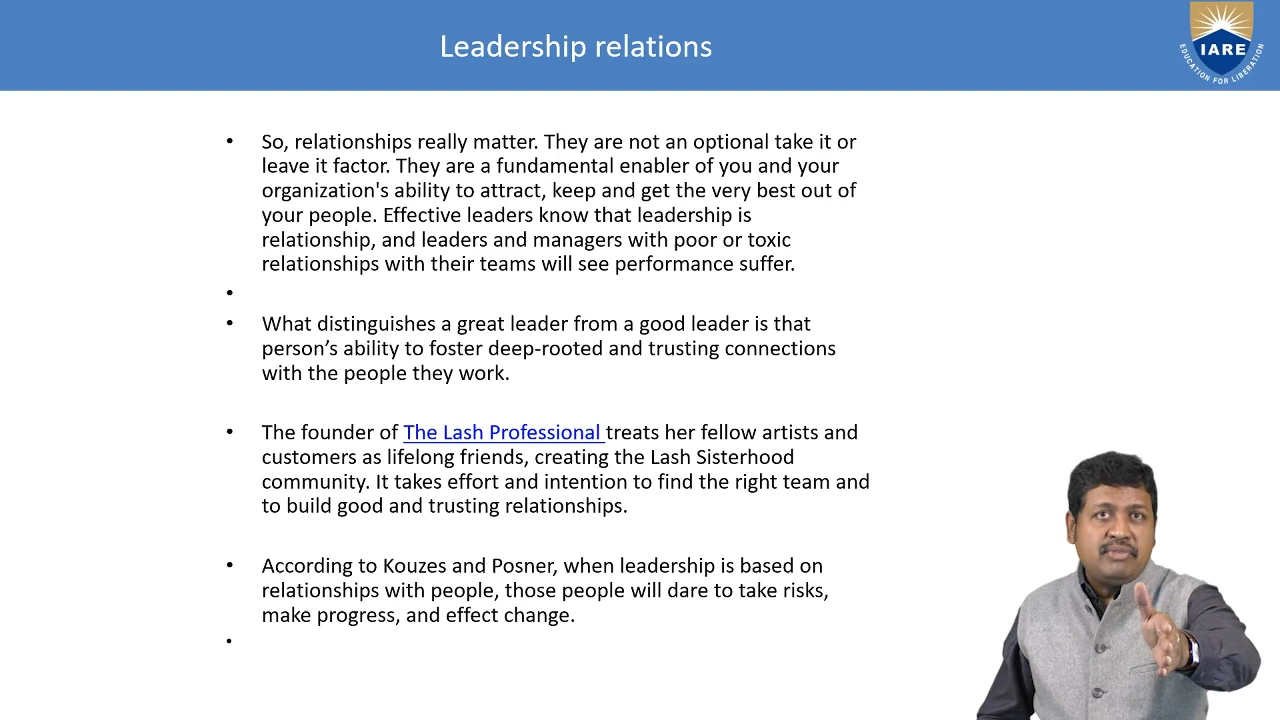 Leadership relations
IARE
EDUCATION FOR LIBERATION
• So, relationships really matter. They are not an optional take it or
leave it factor. They are a fundamental enabler of you and your
organization's ability to attract, keep and get the very best out of
your people. Effective leaders know that leadership is
relationship, and leaders and managers with poor or toxic
relationships with their teams will see performance suffer.
•
• What distinguishes a great leader from a good leader is that
person’s ability to foster deep-rooted and trusting connections
with the people they work.
• The founder of The Lash Professional treats her fellow artists and
customers as lifelong friends, creating the Lash Sisterhood
community. It takes effort and intention to find the right team and
to build good and trusting relationships.
• According to Kouzes and Posner, when leadership is based on
relationships with people, those people will dare to take risks,
make progress, and effect change.
•